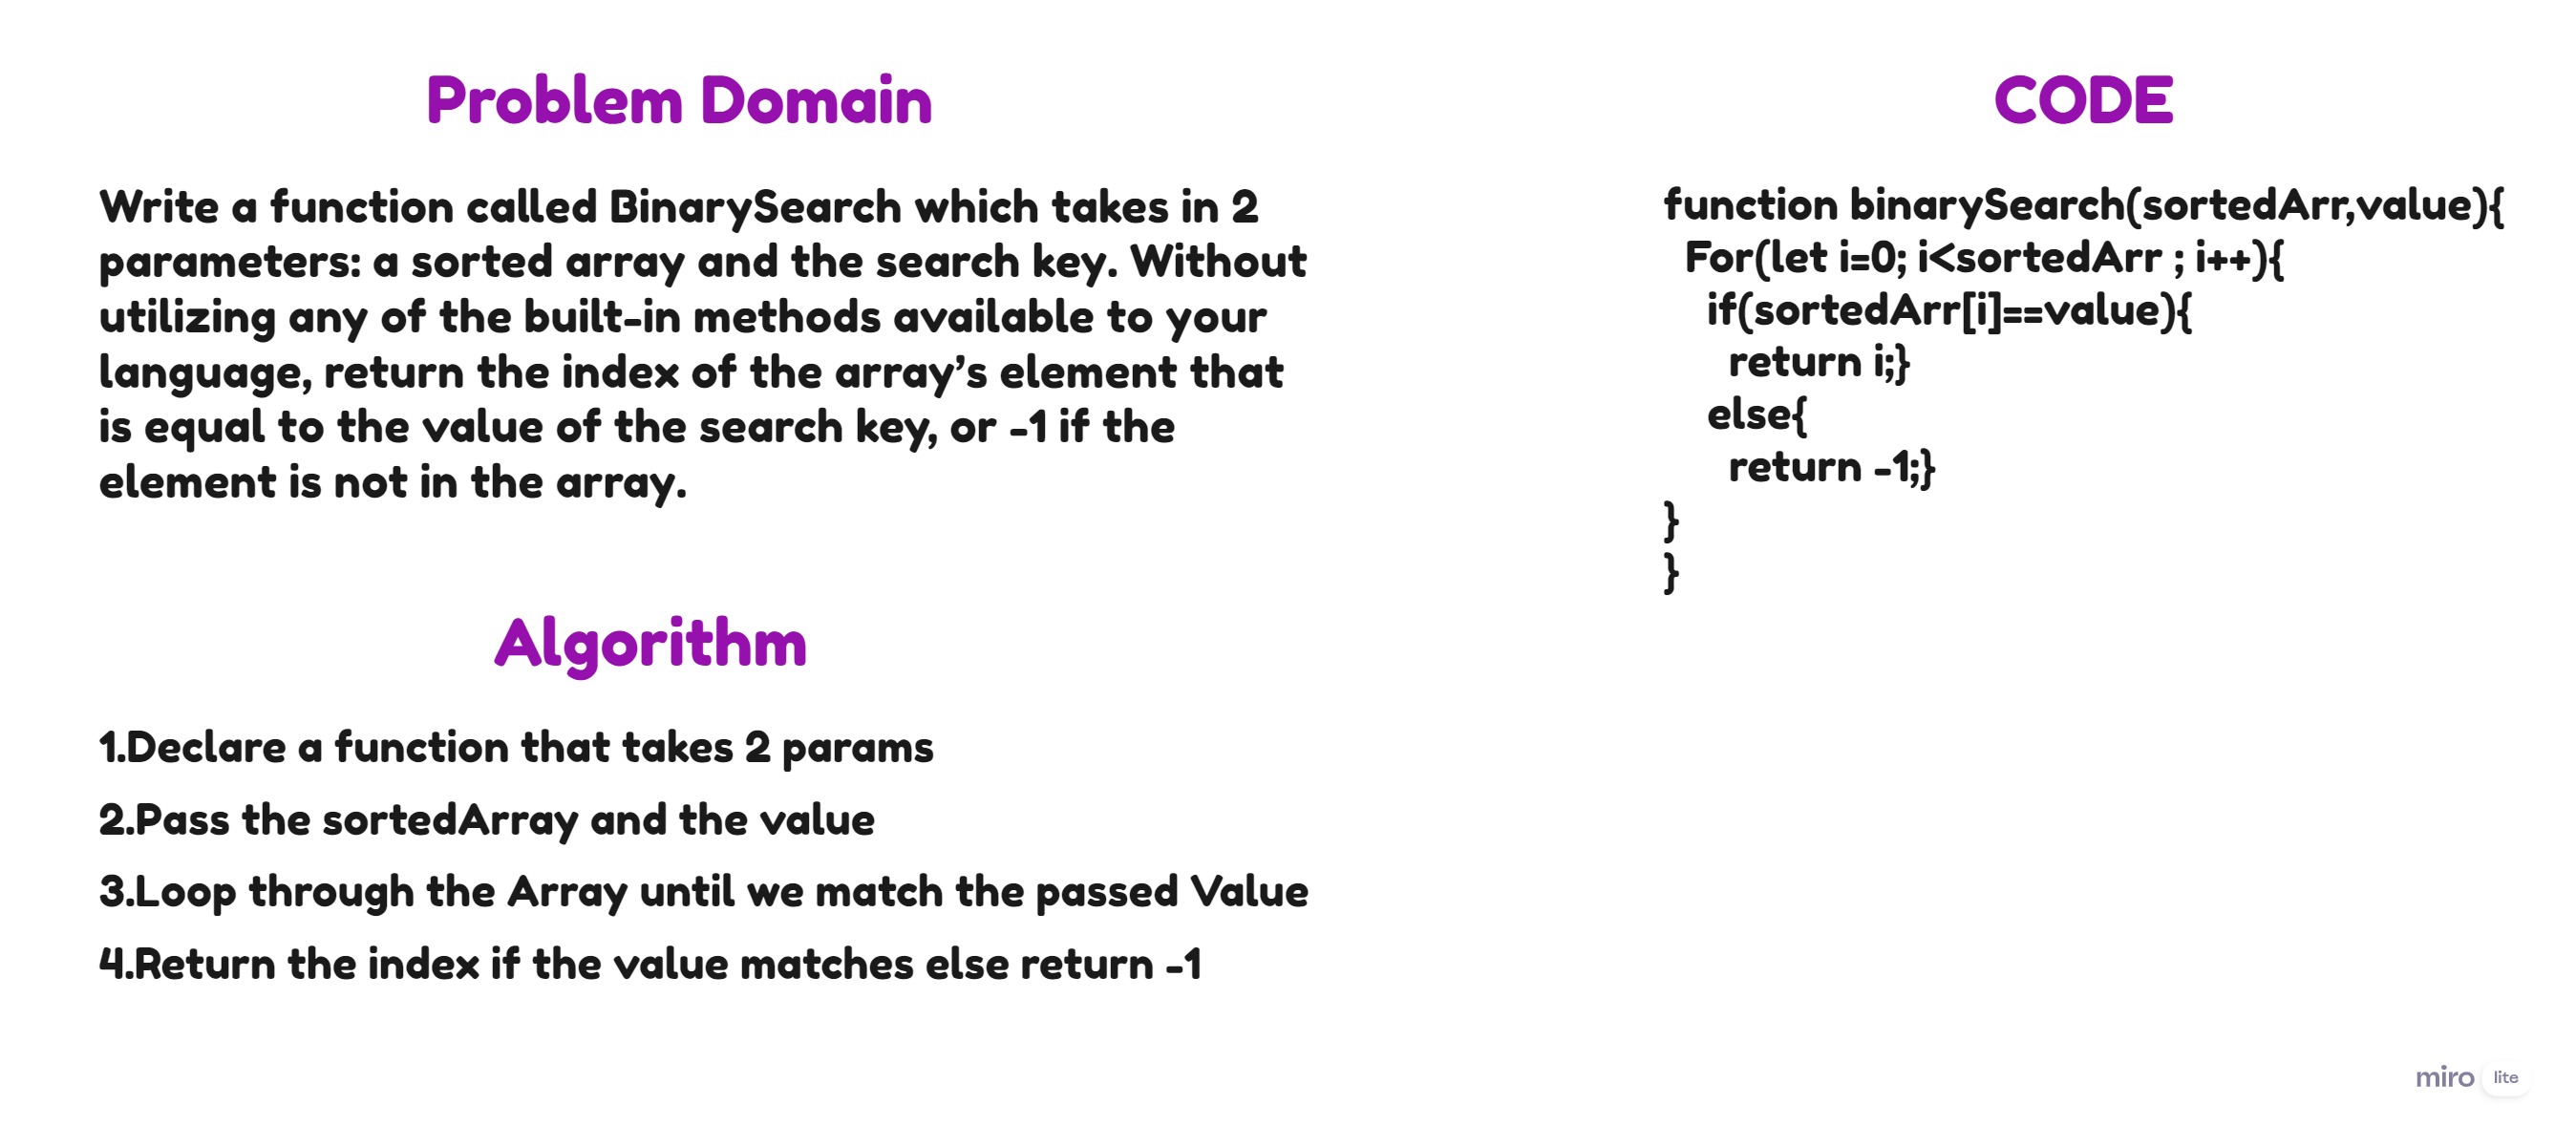 Problem Domain
Write a function called BinarySearch which takes in 2
parameters: a sorted array and the search key. Without
utilizing any of the built-in methods available to your
language, return the index of the array’s element that
is equal to the value of the search key, or -1 if the
element is not in the array.
Algorithm
1.Declare a function that takes 2 params
2.Pass the sortedArray and the value
3.Loop through the Array until we match the passed Value
4.Return the index if the value matches else return -1
CODE
function binarySearch(sortedArr,value){
For(let i=0; i<sortedArr ; i++){
if(sortedArr[i]==value){
return i;}
else{
return -1;}
}
}
miro lite